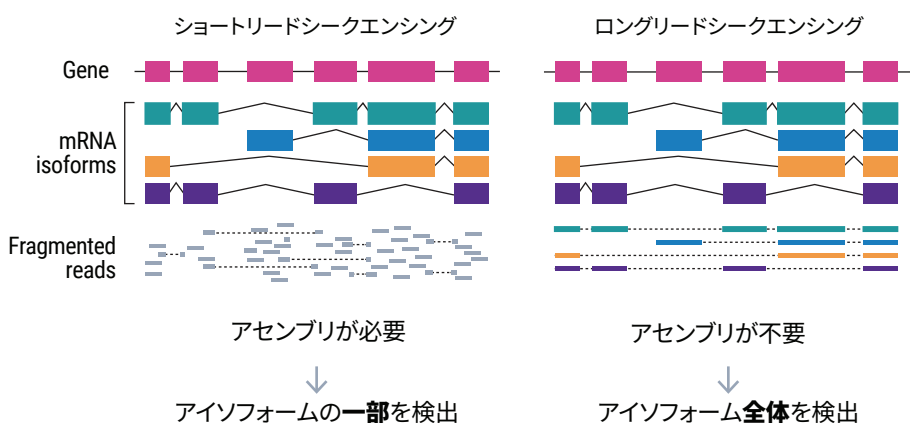 ショートリードシークエンシング
ロングリードシークエンシング
Gene
mRNA
isoforms
Fragmented
reads
アセンブリが必要
アセンブリが不要
アイソフォームの一部を検出
アイソフォーム全体を検出